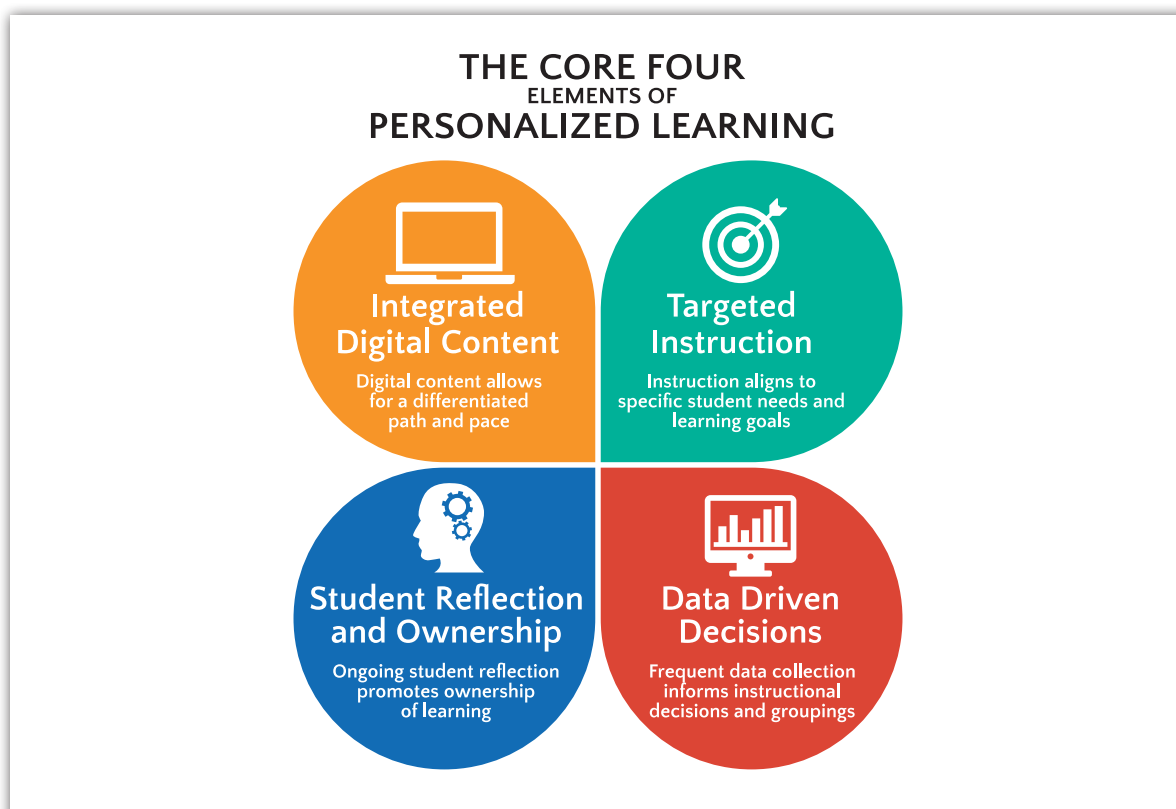 THE CORE FOUR
ELEMENTS OF
PERSONALIZED LEARNING
Integrated
Digital Content
Digital content allows
for a differentiated
path and pace
Targeted
Instruction
Instruction aligns to
specific student needs and
learning goals
Student Reflection
and Ownership
Ongoing student reflection
promotes ownership
of learning
Data Driven
Decisions
Frequent data collection
informs instructional
decisions and groupings